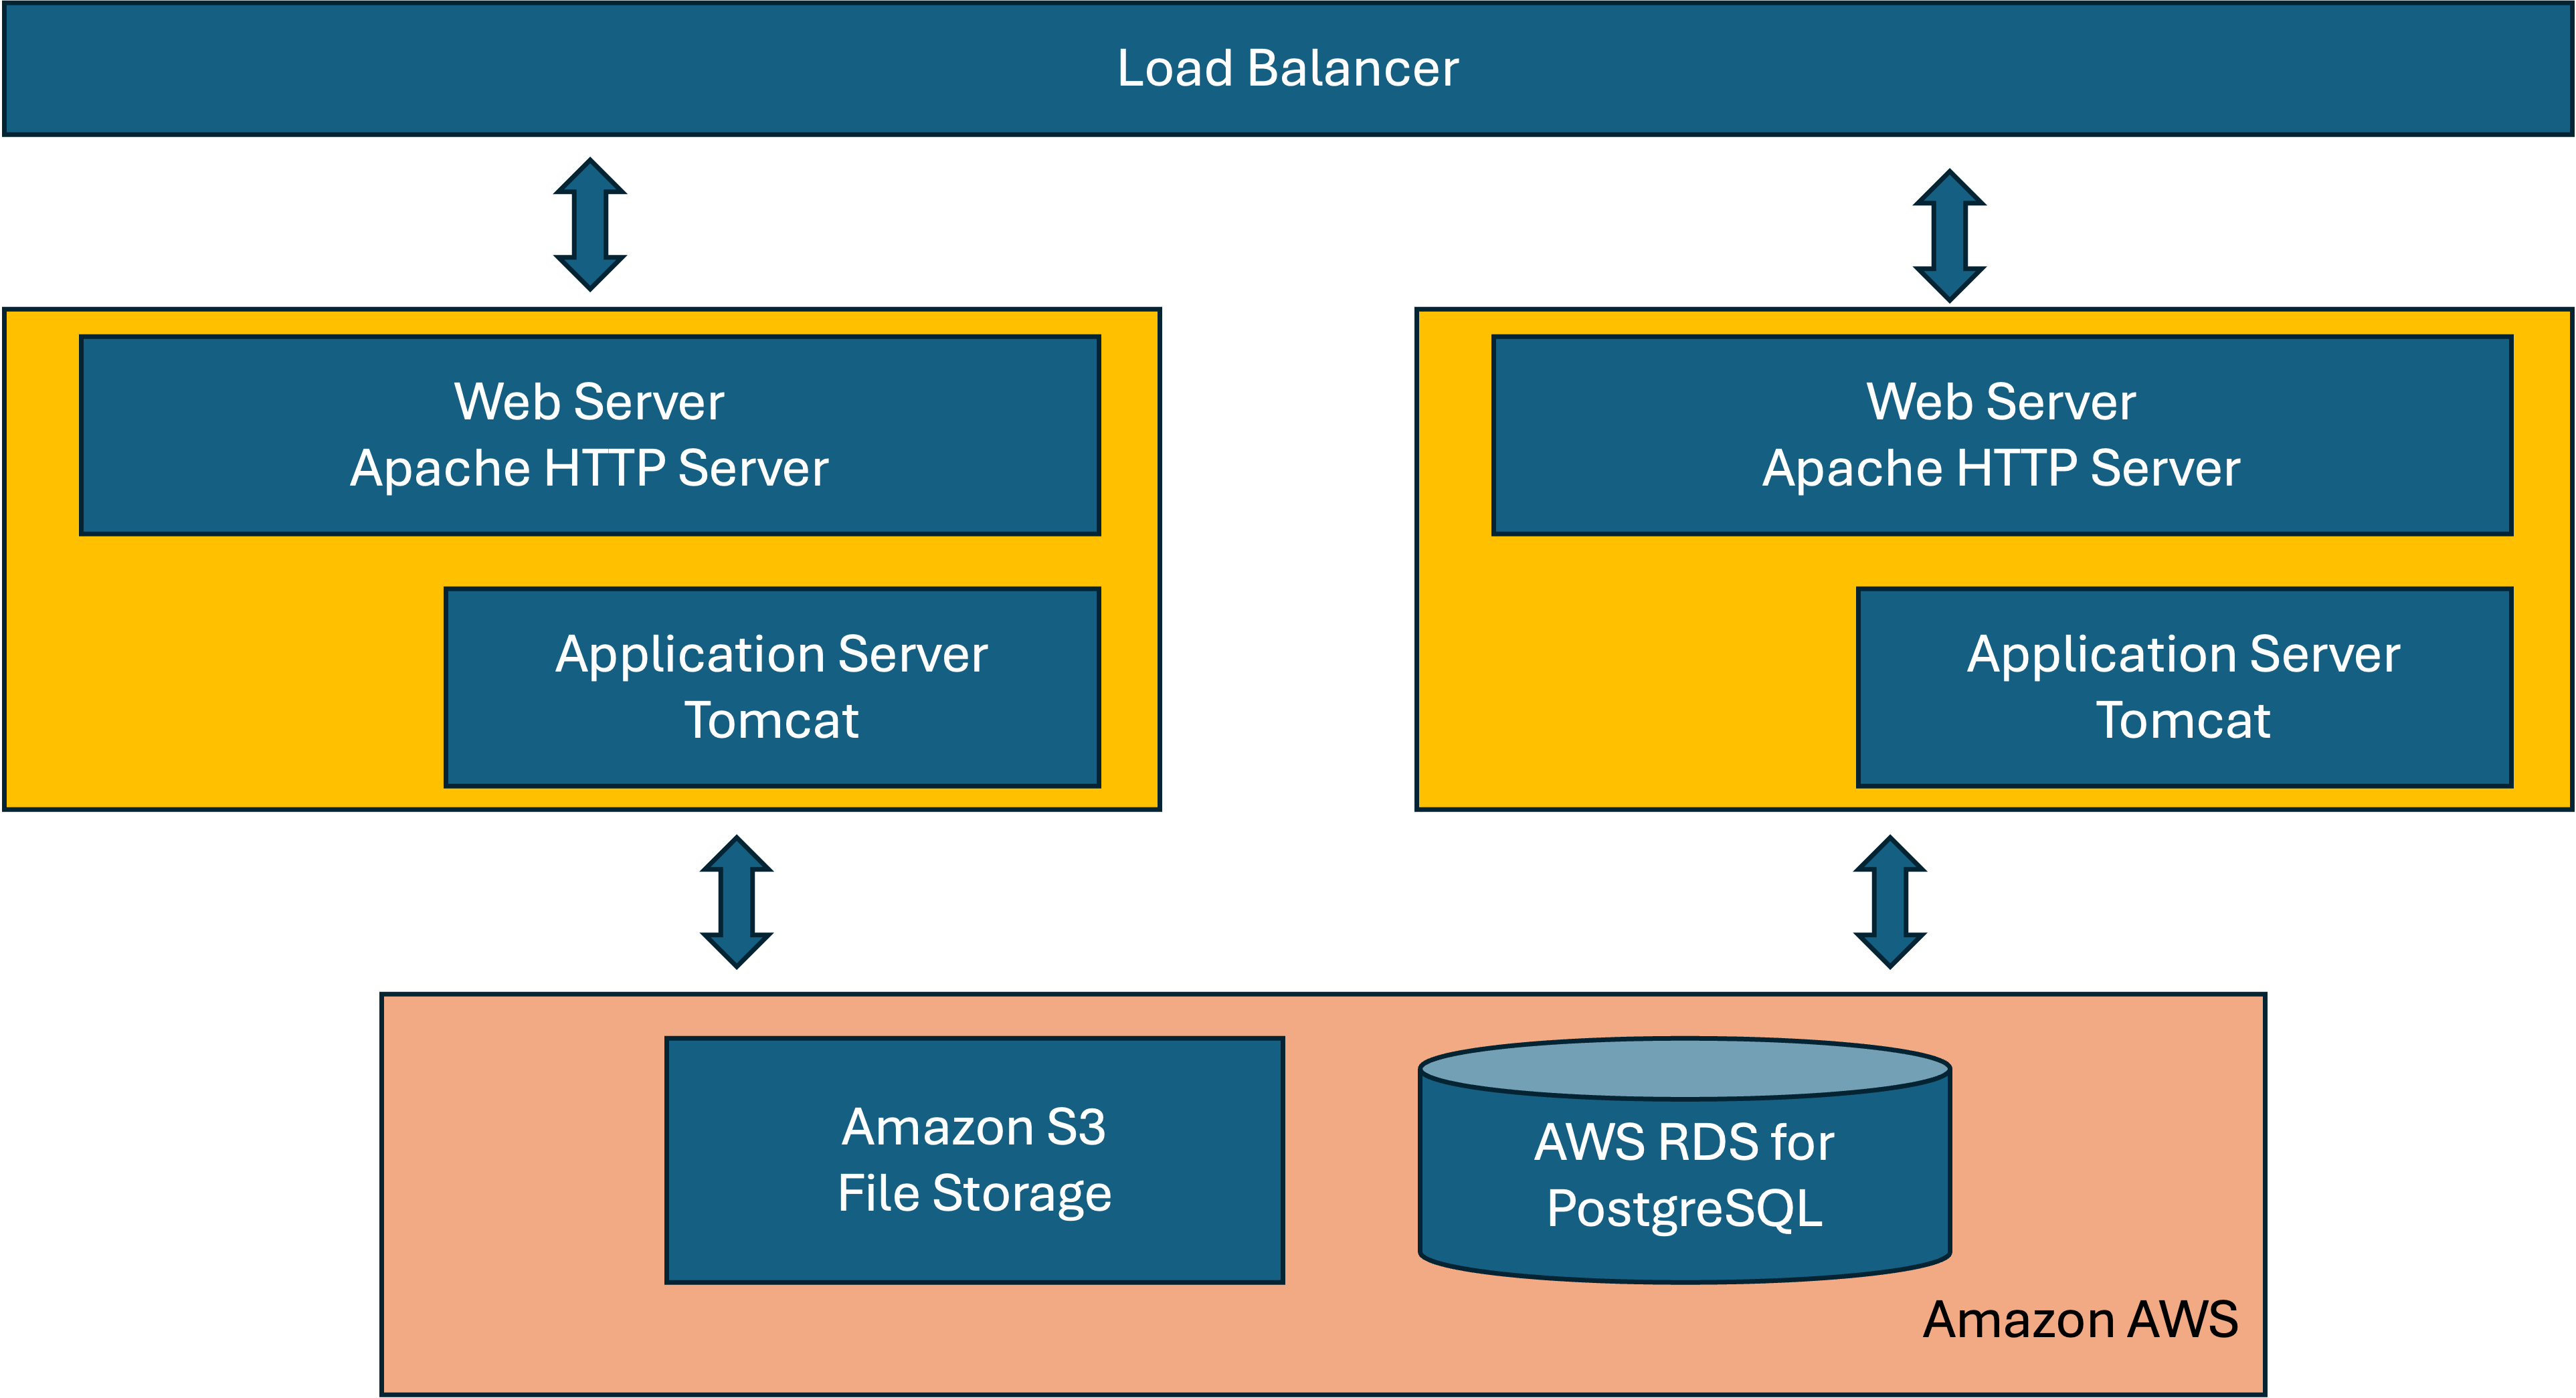 Load Balancer
Web Server
Apache HTTP Server
Application Server
Tomcat
Web Server
Apache HTTP Server
Application Server
Tomcat
Amazon S3
File Storage
AWS RDS for
PostgreSQL
Amazon AWS